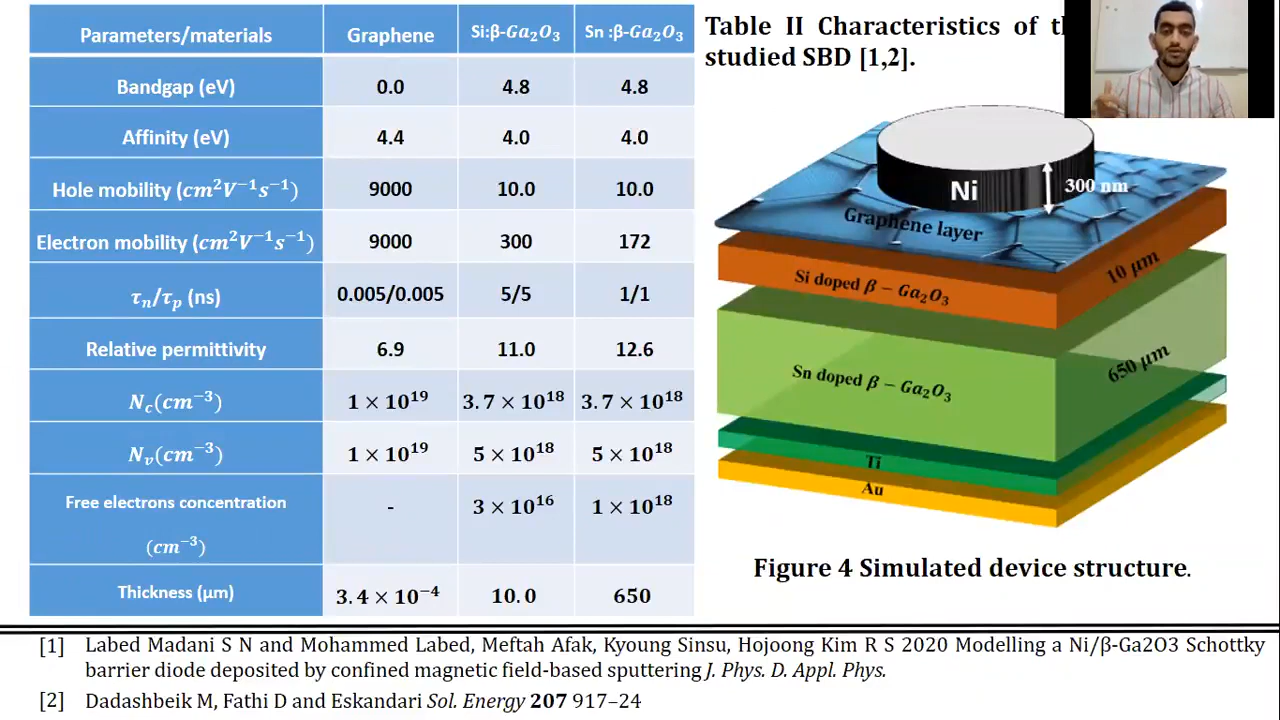 Parameters/materials Graphene Si:β-Ga₂O₃ Sn :β-Ga₂O₃
Bandgap (eV) 0.0 4.8 4.8
Affinity (eV) 4.4 4.0 4.0
Hole mobility (cm²V⁻¹s⁻¹) 9000 10.0 10.0
Electron mobility (cm²V⁻¹s⁻¹) 9000 300 172
τₙ/τₚ (ns) 0.005/0.005 5/5 1/1
Relative permittivity 6.9 11.0 12.6
N_c(cm⁻³) 1 × 10¹⁹ 3.7 × 10¹⁸ 3.7 × 10¹⁸
N_v(cm⁻³) 1 × 10¹⁹ 5 × 10¹⁸ 5 × 10¹⁸
Free electrons concentration
(cm⁻³) - 3 × 10¹⁶ 1 × 10¹⁸
Thickness (μm) 3.4 × 10⁻⁴ 10.0 650
Table II Characteristics of
studied SBD [1,2].
Ni
300 nm
Graphene layer
10 μm
Si doped β − Ga₂O₃
650 μm
Sn doped β − Ga₂O₃
Ti
Au
Figure 4 Simulated device structure.
[1] Labed Madani S N and Mohammed Labed, Meftah Afak, Kyoung Sinsu, Hojoong Kim R S 2020 Modelling a Ni/β-Ga2O3 Schottky
barrier diode deposited by confined magnetic field-based sputtering J. Phys. D. Appl. Phys.
[2] Dadashbeik M, Fathi D and Eskandari Sol. Energy 207 917–24